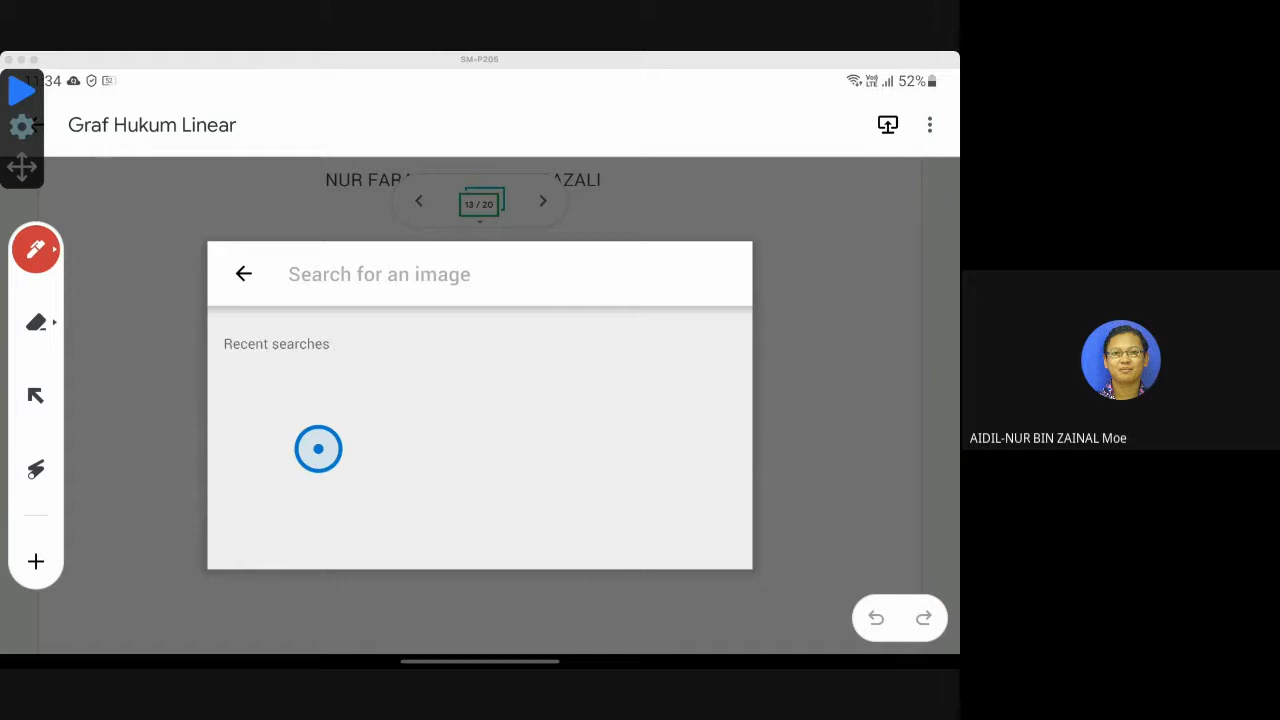 SM-P205
:34
52%
Graf Hukum Linear
NUR FAR
AZALI
13 / 20
Search for an image
Recent searches
AIDIL-NUR BIN ZAINAL Moe